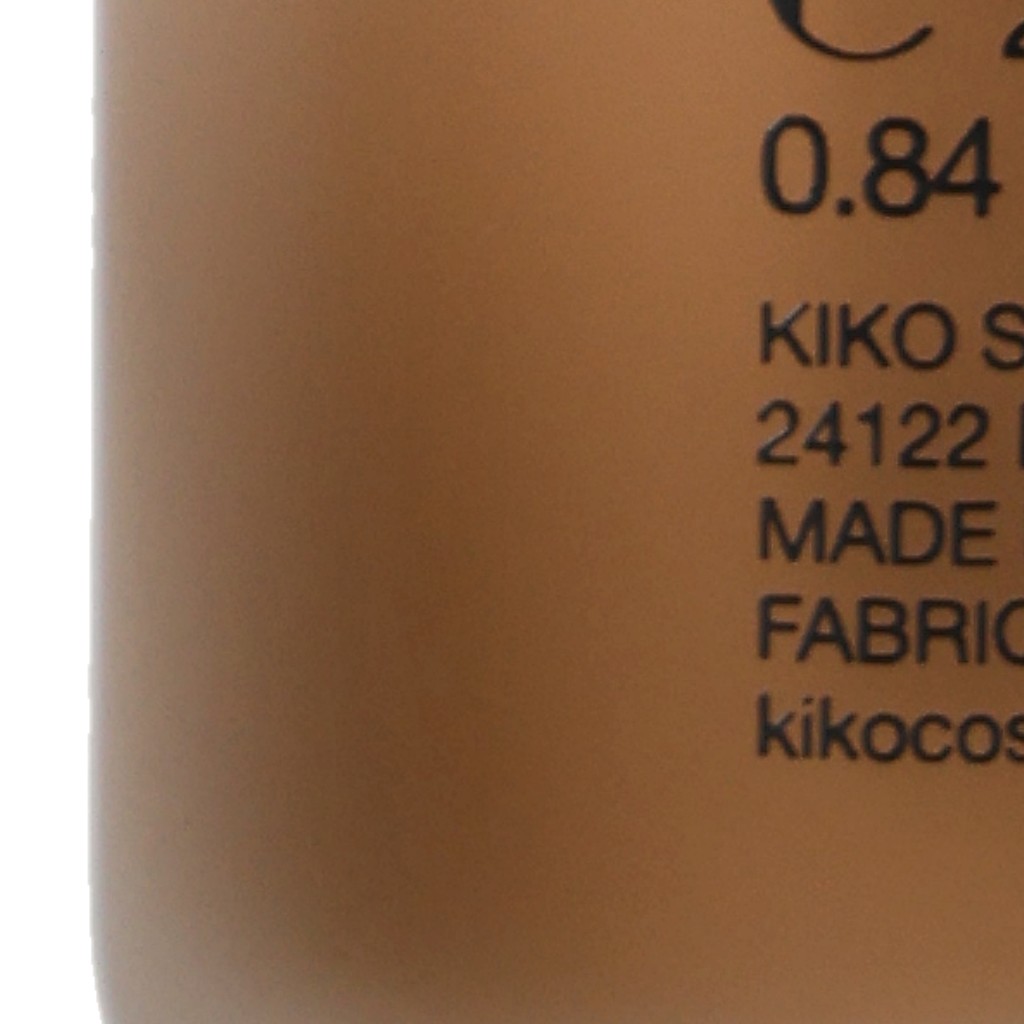 0.84
KIKO S
24122
MADE
FABRIC
kikocos